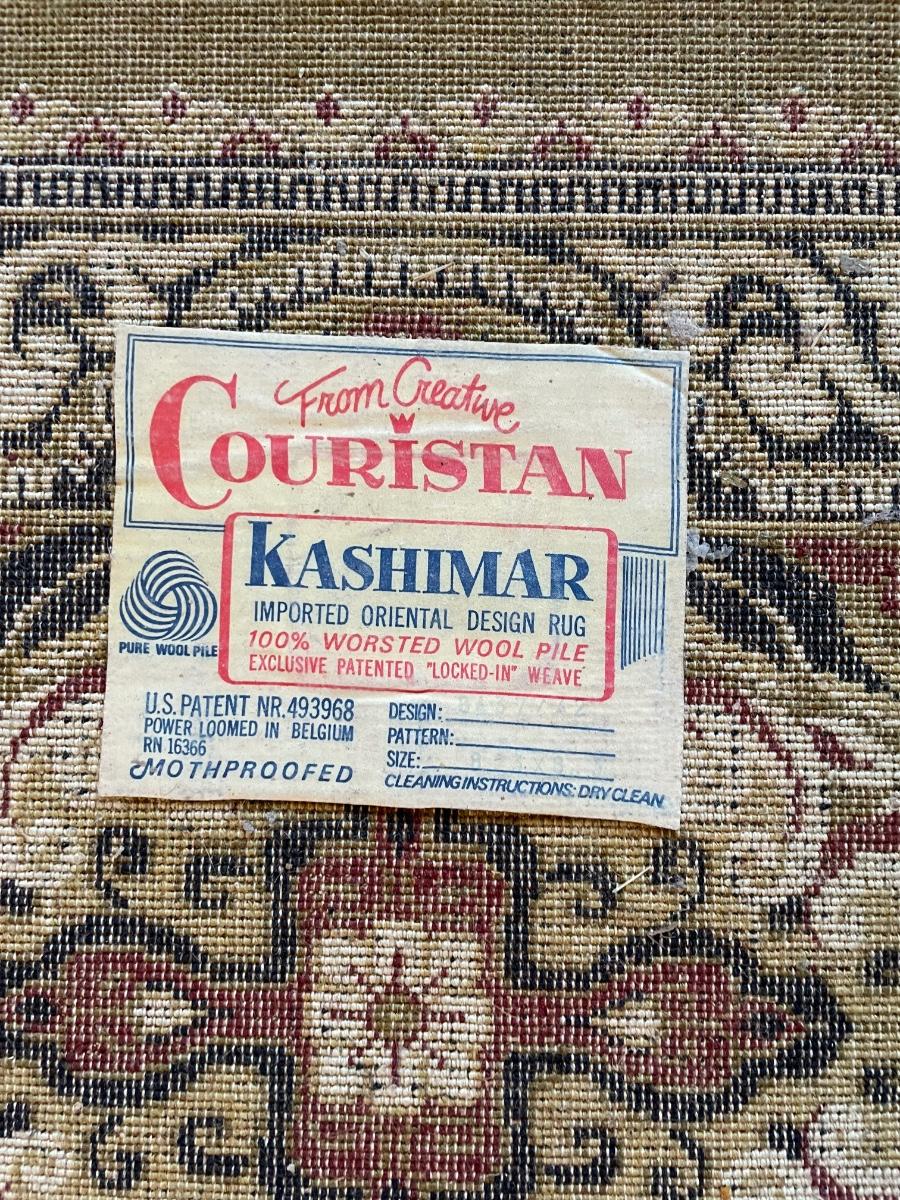 From Creative
COURISTAN
KASHIMAR
IMPORTED ORIENTAL DESIGN RUG
100% WORSTED WOOL PILE
EXCLUSIVE PATENTED "LOCKED-IN" WEAVE
PURE WOOL PILE
U.S. PATENT NR. 493968
POWER LOOMED IN BELGIUM
RN 16366
MOTHPROOFED
DESIGN:
PATTERN:
SIZE:
CLEANING INSTRUCTIONS: DRY CLEAN